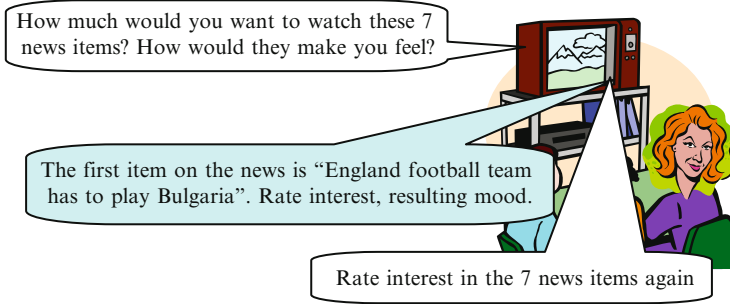 How much would you want to watch these 7
news items? How would they make you feel?
The first item on the news is “England football team
has to play Bulgaria”. Rate interest, resulting mood.
Rate interest in the 7 news items again